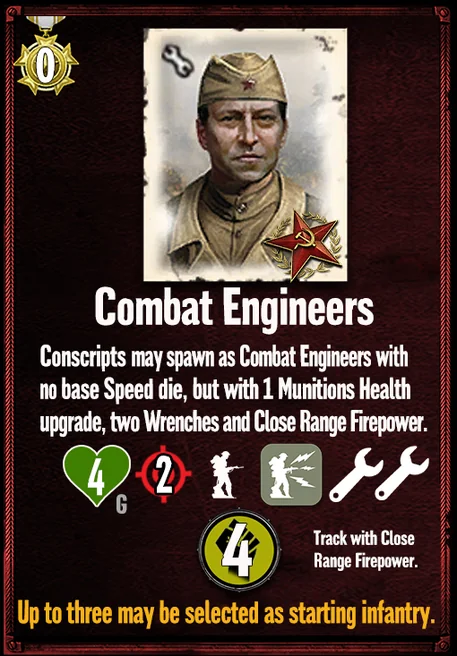 0
Combat Engineers
Conscripts may spawn as Combat Engineers with
no base Speed die, but with 1 Munitions Health
upgrade, two Wrenches and Close Range Firepower.
4 G 2
4
Track with Close
Range Firepower.
Up to three may be selected as starting infantry.